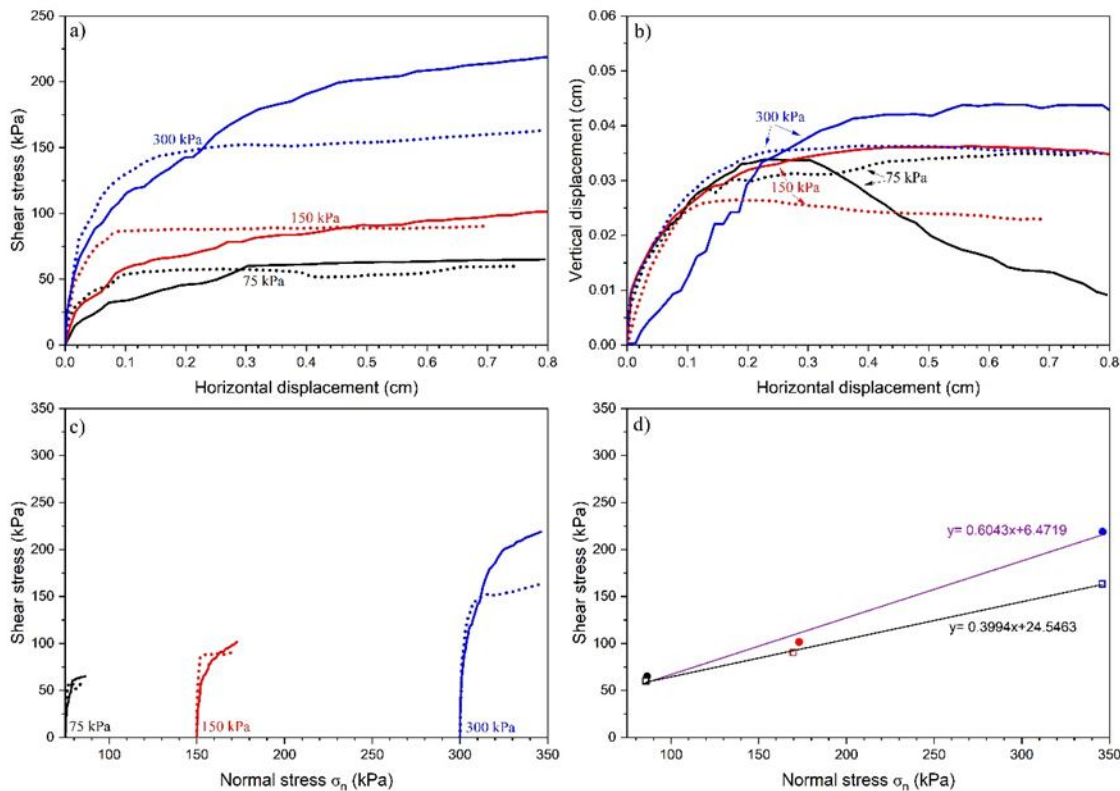 a)
250
200
150
100
50
0
Shear stress (kPa)
300 kPa
150 kPa
75 kPa
0.0 0.1 0.2 0.3 0.4 0.5 0.6 0.7 0.8
Horizontal displacement (cm)
b)
0.06
0.05
0.04
0.03
0.02
0.01
0.00
Vertical displacement (cm)
300 kPa
75 kPa
150 kPa
0.0 0.1 0.2 0.3 0.4 0.5 0.6 0.7 0.8
Horizontal displacement (cm)
c)
350
300
250
200
150
100
50
0
Shear stress (kPa)
75 kPa
150 kPa
300 kPa
100 150 200 250 300 350
Normal stress σn (kPa)
d)
350
300
250
200
150
100
50
0
Shear stress (kPa)
y= 0.6043x+6.4719
y= 0.3994x+24.5463
100 150 200 250 300 350
Normal stress σn (kPa)